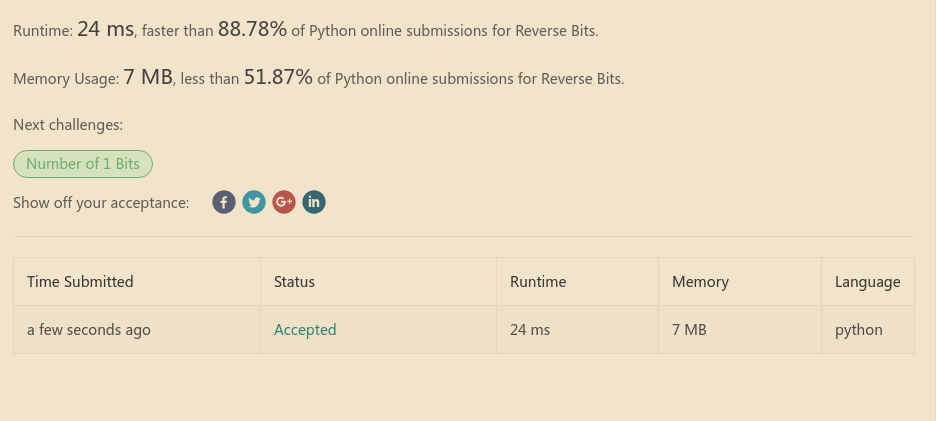 Runtime: 24 ms, faster than 88.78% of Python online submissions for Reverse Bits.
Memory Usage: 7 MB, less than 51.87% of Python online submissions for Reverse Bits.
Next challenges:
Number of 1 Bits
Show off your acceptance: f G+ in
Time Submitted Status Runtime Memory Language
a few seconds ago Accepted 24 ms 7 MB python